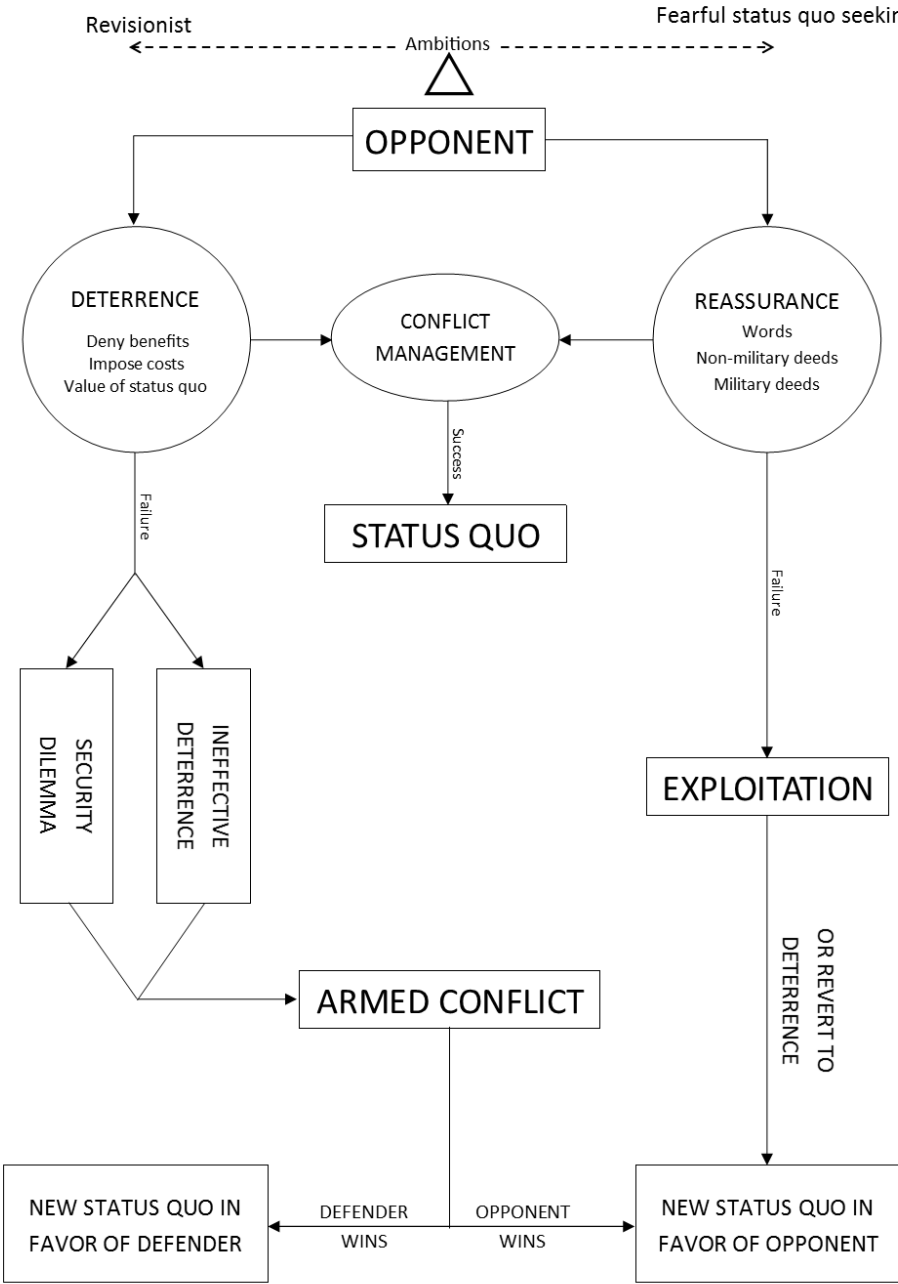 Revisionist
Fearful status quo seekin
Ambitions
OPPONENT
DETERRENCE
Deny benefits
Impose costs
Value of status quo
CONFLICT
MANAGEMENT
REASSURANCE
Words
Non-military deeds
Military deeds
Success
STATUS QUO
Failure
Failure
SECURITY
DILEMMA
INEFFECTIVE
DETERRENCE
EXPLOITATION
OR REVERT TO
DETERRENCE
ARMED CONFLICT
NEW STATUS QUO IN
FAVOR OF DEFENDER
DEFENDER
WINS
OPPONENT
WINS
NEW STATUS QUO IN
FAVOR OF OPPONENT